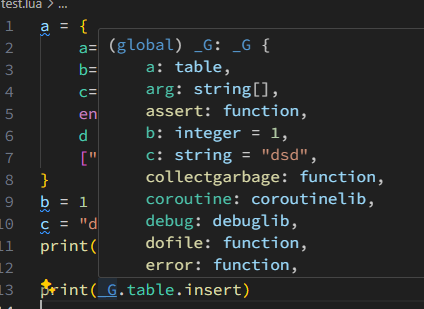 test.lua > ...
1 a = {
2 a=
3 b=
4 c=
5 en
6 d
7 ["
8 }
9 b = 1
10 c = "d
11 print(
12
13 print(_G.table.insert)
(global) _G: _G {
a: table,
arg: string[],
assert: function,
b: integer = 1,
c: string = "dsd",
collectgarbage: function,
coroutine: coroutinelib,
debug: debuglib,
dofile: function,
error: function,